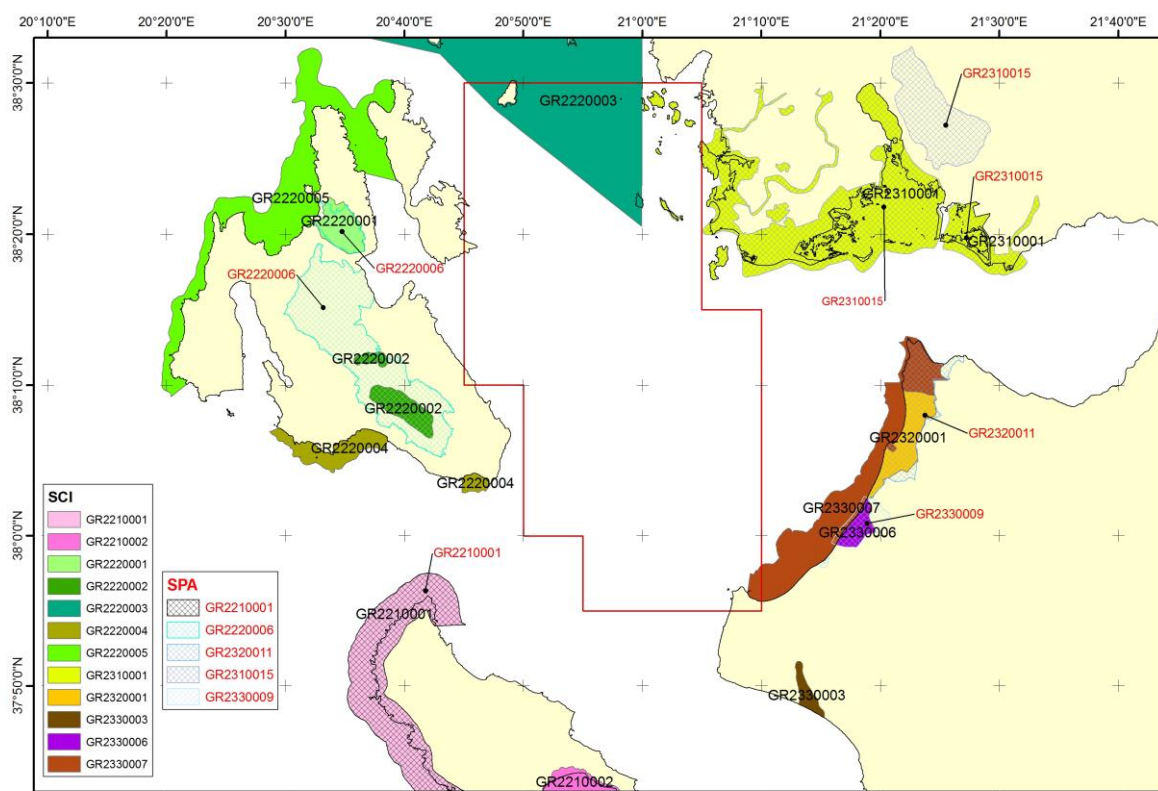 20°10'0"E 20°20'0"E 20°30'0"E 20°40'0"E 20°50'0"E 21°0'0"E 21°10'0"E 21°20'0"E 21°30'0"E 21°40'0"E
38°30'0"N
38°20'0"N
38°10'0"N
38°0'0"N
37°50'0"N
GR2310015
GR2220003
GR2310015
GR2220005
GR2310001
GR2220001
GR2310001
GR2220006
GR2220006
GR2310015
GR2220002
GR2220002
GR2320011
GR2320001
GR2220004
GR2220004
GR2330007
GR2330009
GR2330006
GR2210001
GR2210001
GR2330003
GR2210002
SCI
GR2210001
GR2210002
GR2220001
GR2220002
GR2220003
GR2220004
GR2220005
GR2310001
GR2320001
GR2330003
GR2330006
GR2330007
SPA
GR2210001
GR2220006
GR2320011
GR2310015
GR2330009